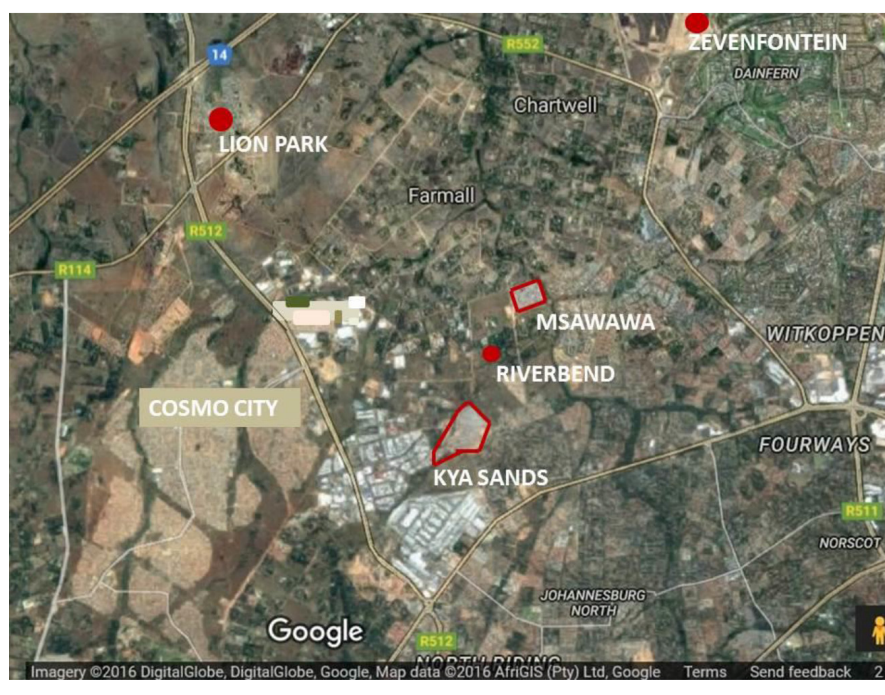 ZEVENFONTEIN
R552
14
DAINFERN
Chartwell
LION PARK
Farmall
R512
R114
MSAWAWA
WITKOPPEN
RIVERBEND
COSMO CITY
FOURWAYS
KYA SANDS
R511
NORSCOT
JOHANNESBURG
NORTH
Google
R512
NORTH RIDING
Imagery ©2016 DigitalGlobe, DigitalGlobe, Google, Map data ©2016 AfriGIS (Pty) Ltd, Google Terms Send feedback 2